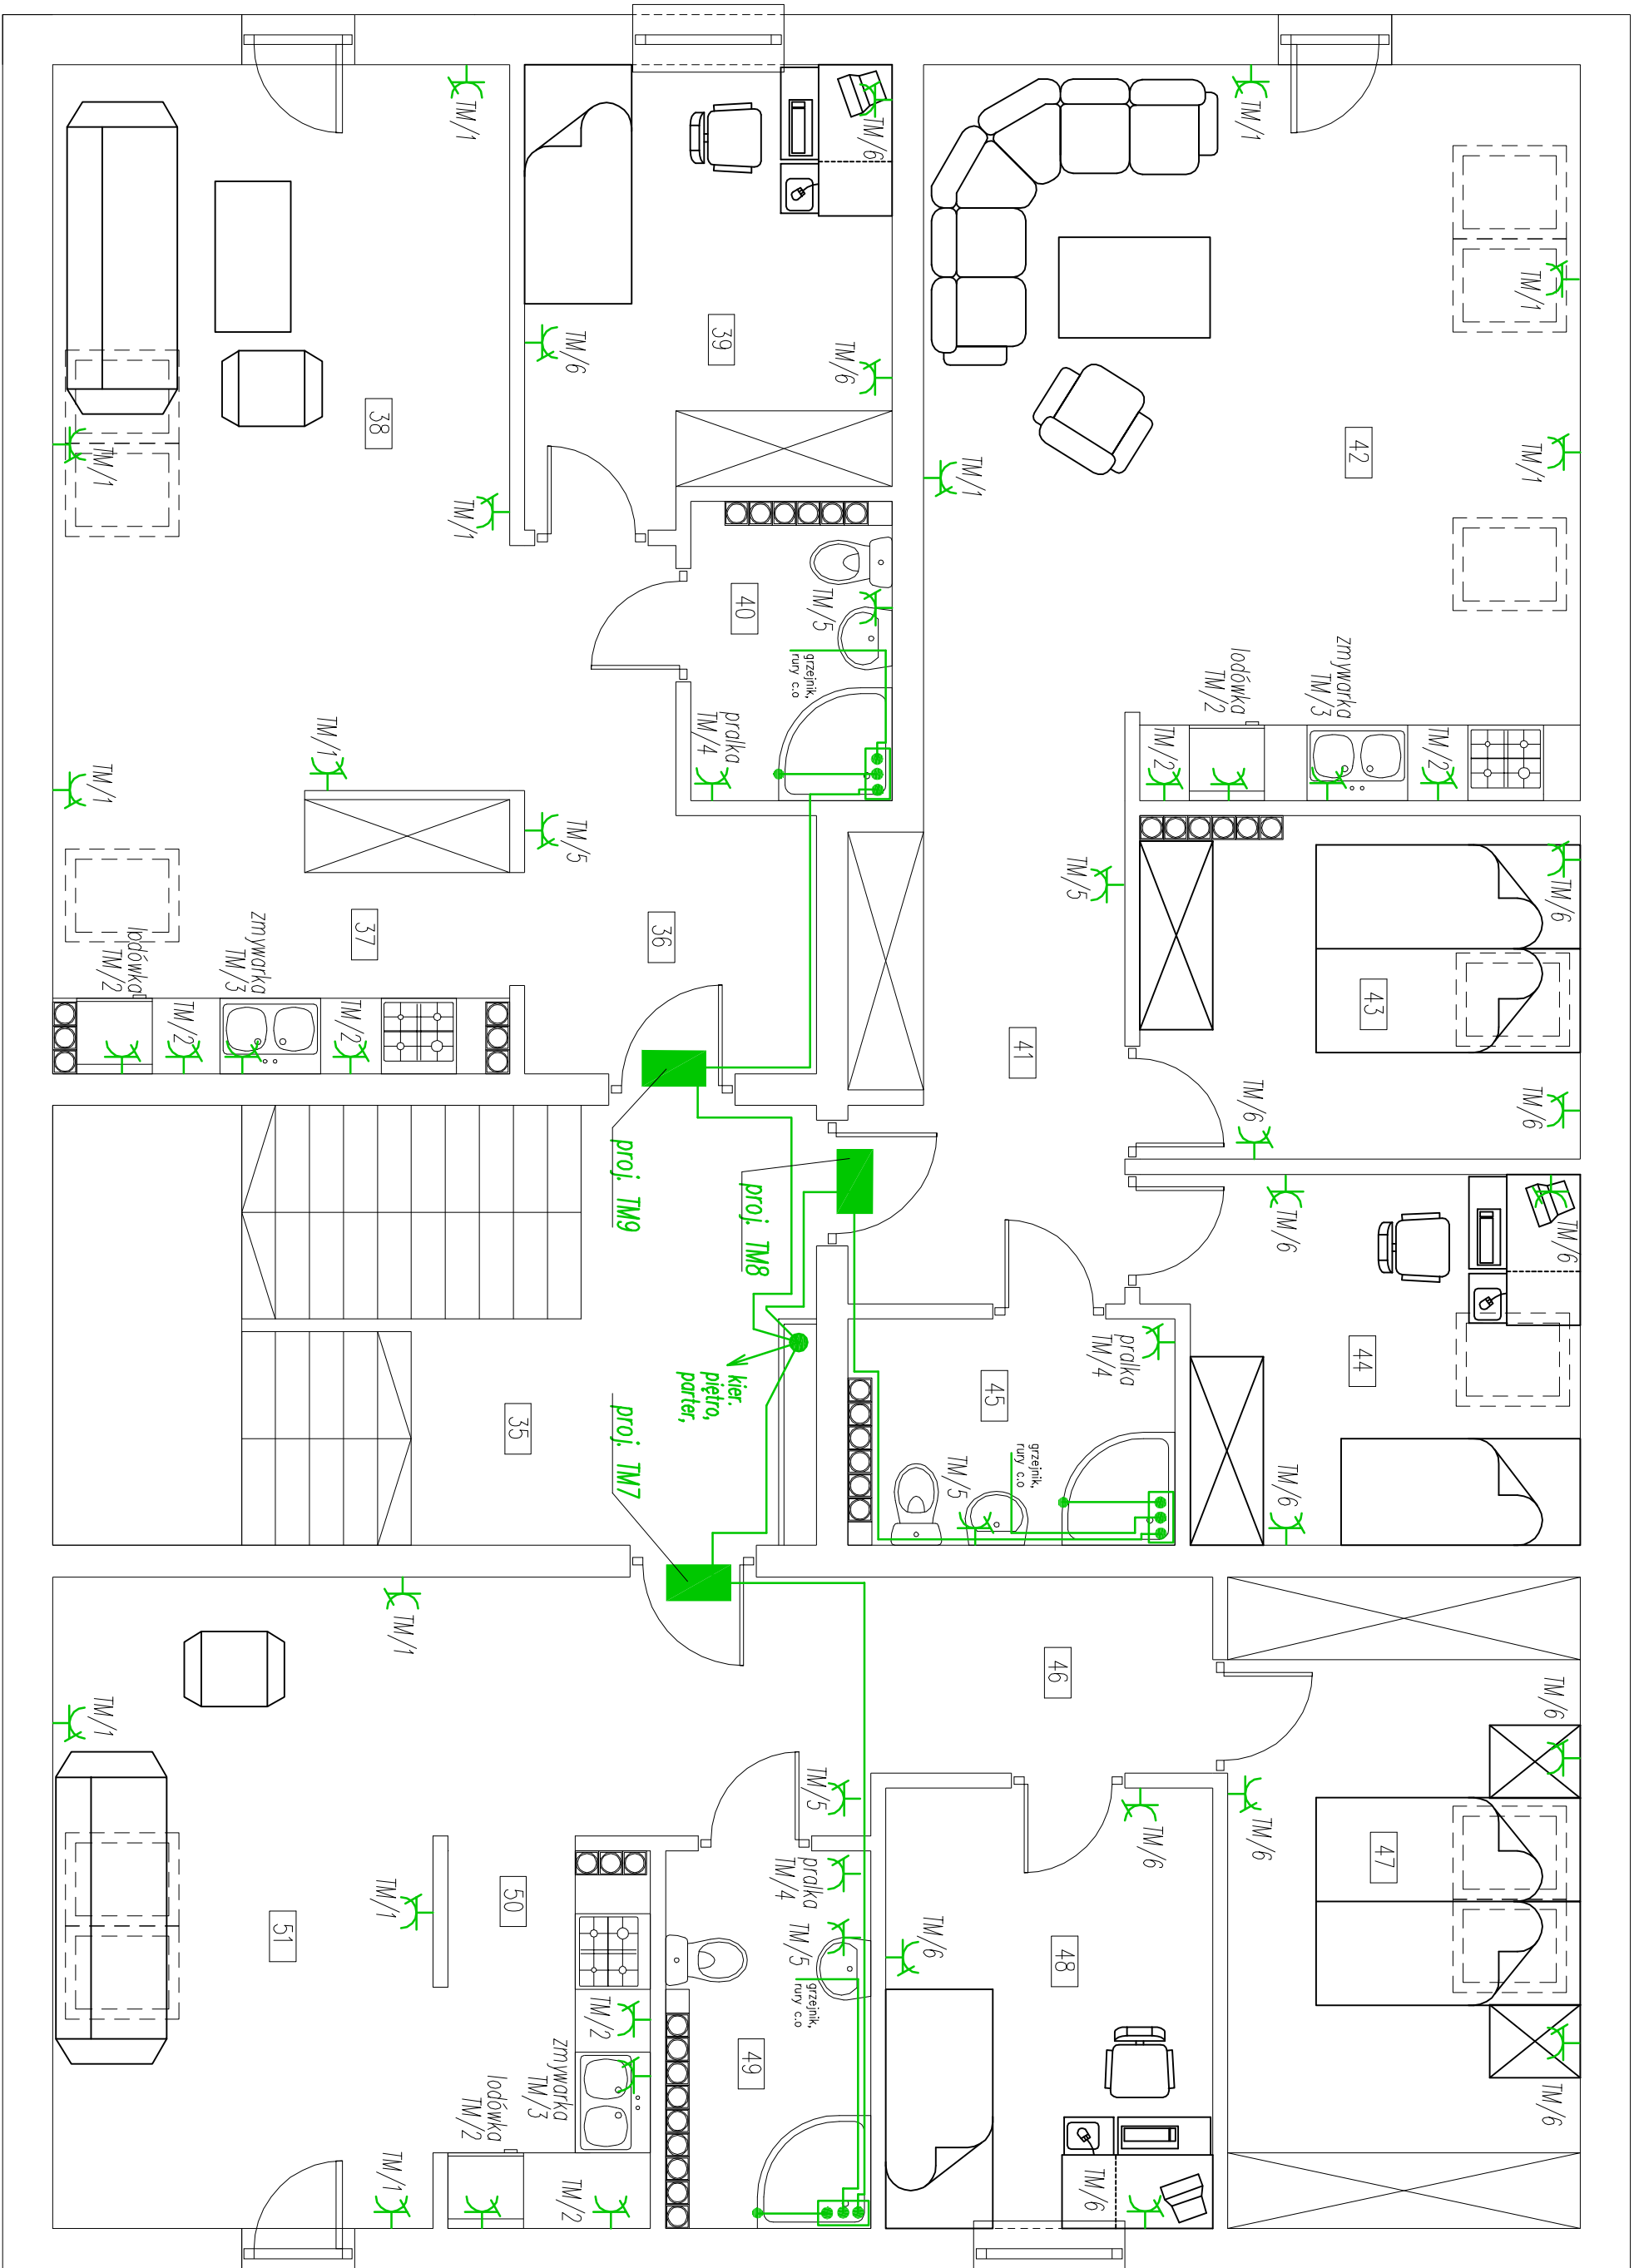 TM/1
TM/6
TM/1
TM/1
TM/6
39
TM/6
38
TM/1
TM/1
42
TM/1
TM/1
40
TM/5
grzejnik,
rury c.o
pralka
TM/4
lodówka
TM/2
zmywarka
TM/3
TM/2
TM/2
TM/1
TM/1
TM/5
TM/5
TM/6
37
36
zmywarka
TM/3
lodówka
TM/2
TM/2
TM/2
43
41
TM/6
TM/6
proj. TM9
proj. TM8
TM/6
TM/6
kier.
piętro,
parter,
35
proj. TM7
pralka
TM/4
45
44
grzejnik,
rury c.o
TM/5
TM/6
TM/1
46
TM/6
TM/1
TM/5
TM/6
TM/6
47
pralka
TM/4
TM/5
TM/1
50
51
TM/6
48
grzejnik,
rury c.o
TM/2
zmywarka
TM/3
49
lodówka
TM/2
TM/6
TM/1
TM/2
TM/6